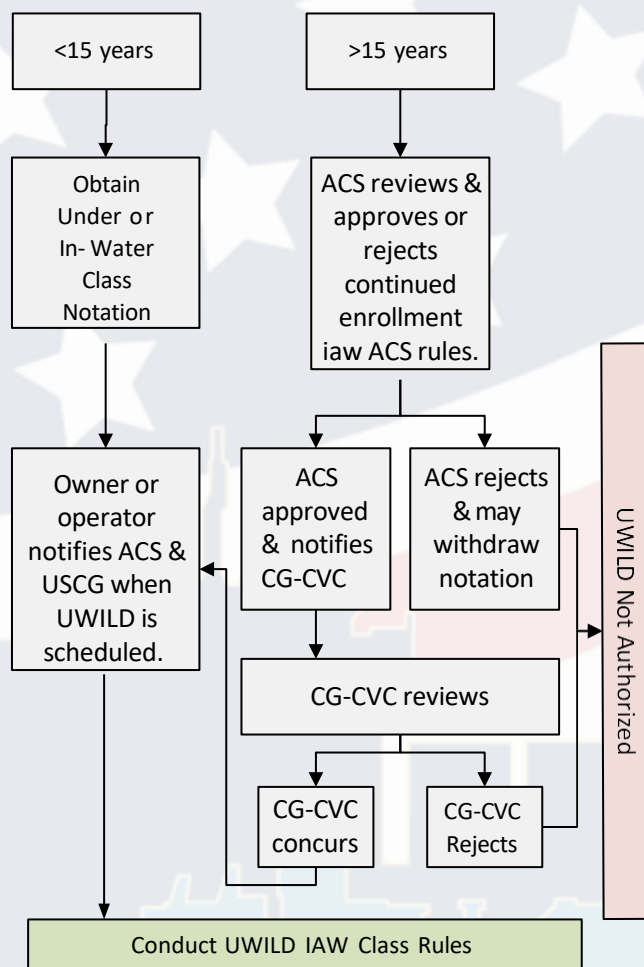 <15 years
>15 years
Obtain
Under or
In- Water
Class
Notation
ACS reviews &
approves or
rejects
continued
enrollment
iaw ACS rules.
Owner or
operator
notifies ACS &
USCG when
UWILD is
scheduled.
ACS
approved
& notifies
CG-CVC
ACS rejects
& may
withdraw
notation
UWILD Not Authorized
CG-CVC reviews
CG-CVC
concurs
CG-CVC
Rejects
Conduct UWILD IAW Class Rules